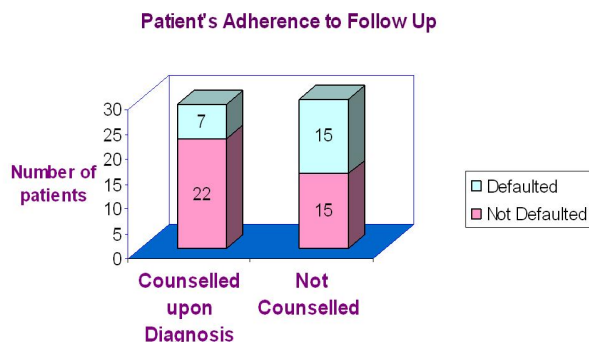 Patient's Adherence to Follow Up
30
25
20
15
10
5
0
Number of
patients
7
22
15
15
Counselled
upon
Diagnosis
Not
Counselled
Defaulted
Not Defaulted